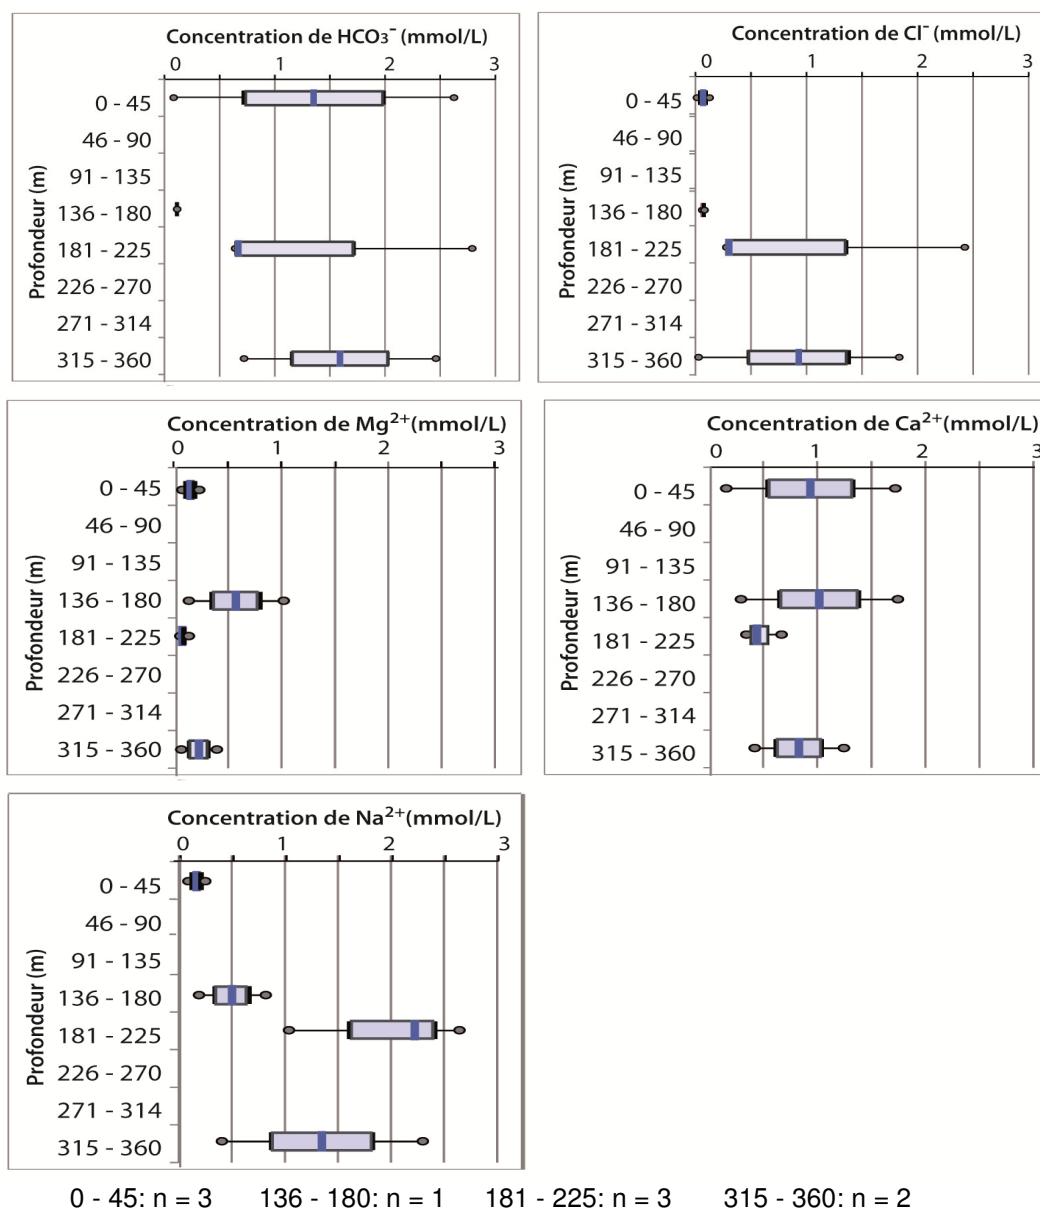 Concentration de HCO₃⁻ (mmol/L)
0 1 2 3
Profondeur (m)
0 - 45
46 - 90
91 - 135
136 - 180
181 - 225
226 - 270
271 - 314
315 - 360
Concentration de Cl⁻ (mmol/L)
0 1 2 3
Profondeur (m)
0 - 45
46 - 90
91 - 135
136 - 180
181 - 225
226 - 270
271 - 314
315 - 360
Concentration de Mg²⁺(mmol/L)
0 1 2 3
Profondeur (m)
0 - 45
46 - 90
91 - 135
136 - 180
181 - 225
226 - 270
271 - 314
315 - 360
Concentration de Ca²⁺(mmol/L)
0 1 2 3
Profondeur (m)
0 - 45
46 - 90
91 - 135
136 - 180
181 - 225
226 - 270
271 - 314
315 - 360
Concentration de Na²⁺(mmol/L)
0 1 2 3
Profondeur (m)
0 - 45
46 - 90
91 - 135
136 - 180
181 - 225
226 - 270
271 - 314
315 - 360
0 - 45: n = 3 136 - 180: n = 1 181 - 225: n = 3 315 - 360: n = 2